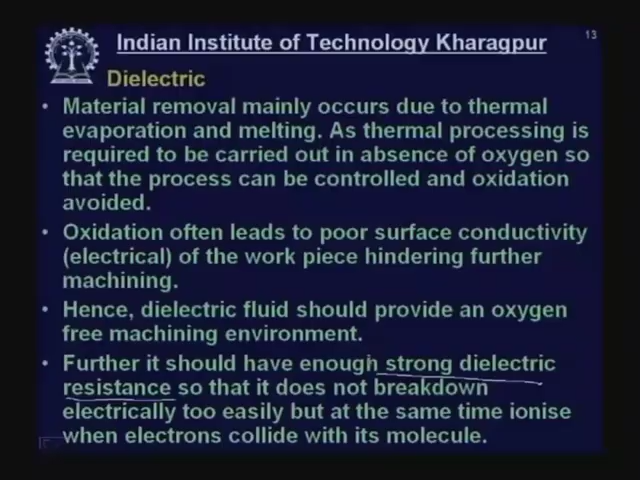 13
Indian Institute of Technology Kharagpur
Dielectric
• Material removal mainly occurs due to thermal
evaporation and melting. As thermal processing is
required to be carried out in absence of oxygen so
that the process can be controlled and oxidation
avoided.
• Oxidation often leads to poor surface conductivity
(electrical) of the work piece hindering further
machining.
• Hence, dielectric fluid should provide an oxygen
free machining environment.
• Further it should have enough strong dielectric
resistance so that it does not breakdown
electrically too easily but at the same time ionise
when electrons collide with its molecule.